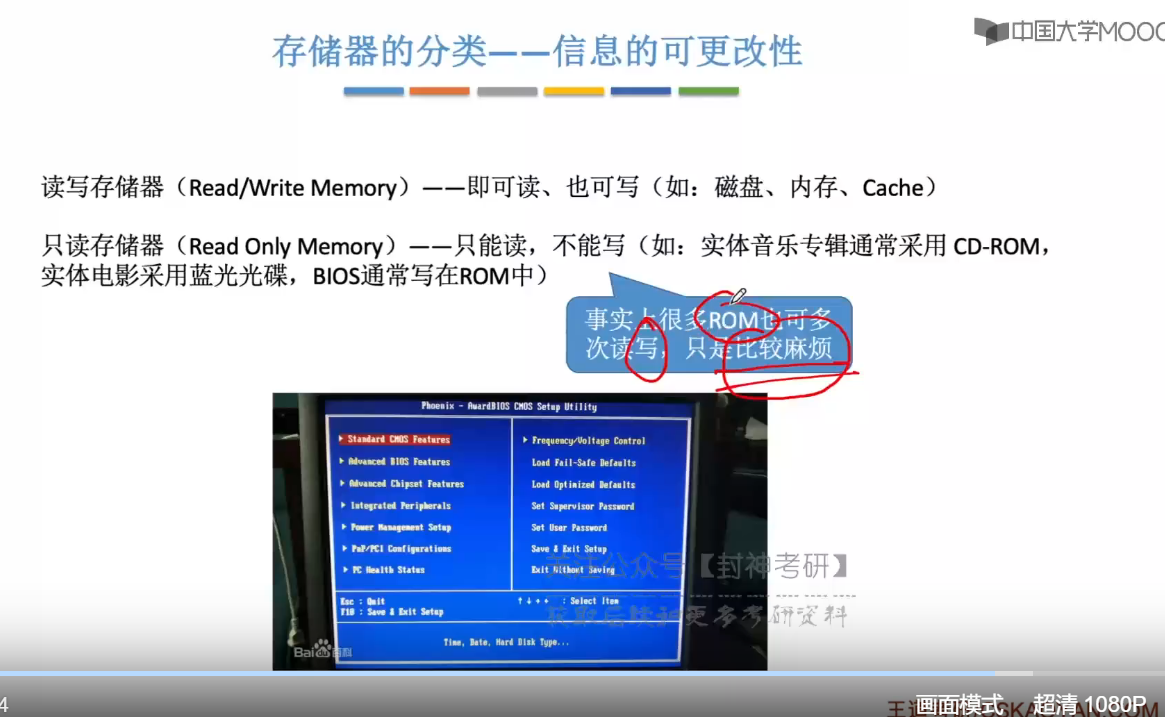 中国大学MOOC
存储器的分类——信息的可更改性
读写存储器（Read/Write Memory）——即可读、也可写（如：磁盘、内存、Cache）
只读存储器（Read Only Memory）——只能读，不能写（如：实体音乐专辑通常采用 CD-ROM，
实体电影采用蓝光光碟，BIOS通常写在ROM中）
事实上很多ROM也可多
次读写，只是比较麻烦
Phoenix - AwardBIOS CMOS Setup Utility
Standard CMOS Features
Advanced BIOS Features
Advanced Chipset Features
Integrated Peripherals
Power Management Setup
PnP/PCI Configurations
PC Health Status
Frequency/Voltage Control
Load Fail-Safe Defaults
Load Optimized Defaults
Set Supervisor Password
Set User Password
Save & Exit Setup
Exit Without Saving
Esc : Quit
F10 : Save & Exit Setup
↑ ↓ → ← : Select Item
Time, Date, Hard Disk Type...
关注公众号【封神考研】
获取后续和更多考研资料
Baidu百科
4
画面模式
超清 1080P